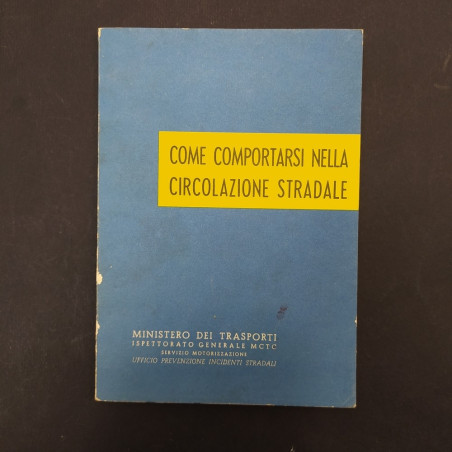 COME COMPORTARSI NELLA
CIRCOLAZIONE STRADALE
MINISTERO DEI TRASPORTI
ISPETTORATO GENERALE MCTC
SERVIZIO MOTORIZZAZIONE
UFFICIO PREVENZIONE INCIDENTI STRADALI